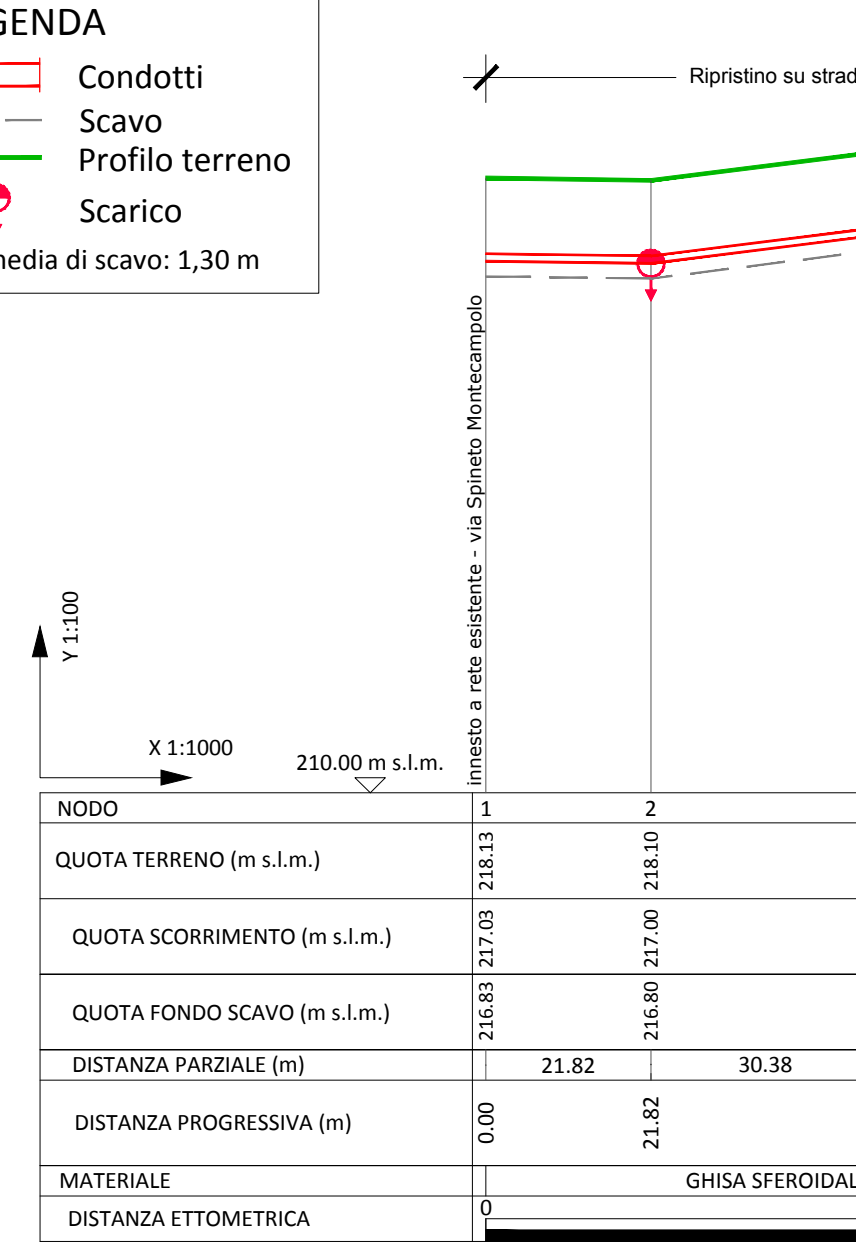 GENDA
Condotti
Scavo
Profilo terreno
Scarico
media di scavo: 1,30 m
Ripristino su strad
innesto a rete esistente - via Spineto Montecampolo
Y 1:100
X 1:1000
210.00 m s.l.m.
NODO 1 2
QUOTA TERRENO (m s.l.m.) 218.13 218.10
QUOTA SCORRIMENTO (m s.l.m.) 217.03 217.00
QUOTA FONDO SCAVO (m s.l.m.) 216.83 216.80
DISTANZA PARZIALE (m) 21.82 30.38
DISTANZA PROGRESSIVA (m) 0.00 21.82
MATERIALE GHISA SFEROIDAL
DISTANZA ETTOMETRICA 0